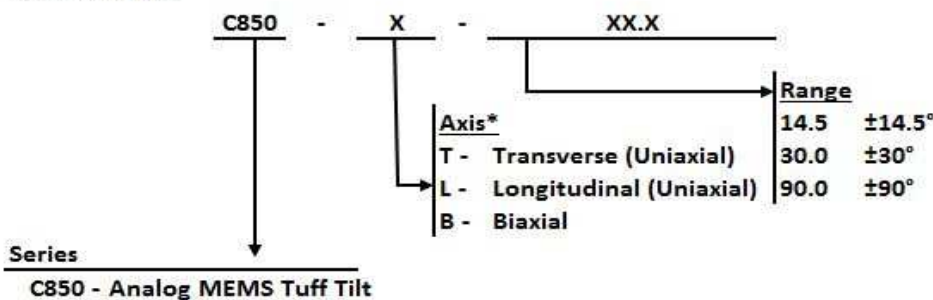 C850 - X - XX.X
Range
Axis*
14.5 ±14.5°
T - Transverse (Uniaxial)
30.0 ±30°
L - Longitudinal (Uniaxial)
90.0 ±90°
B - Biaxial
Series
C850 - Analog MEMS Tuff Tilt